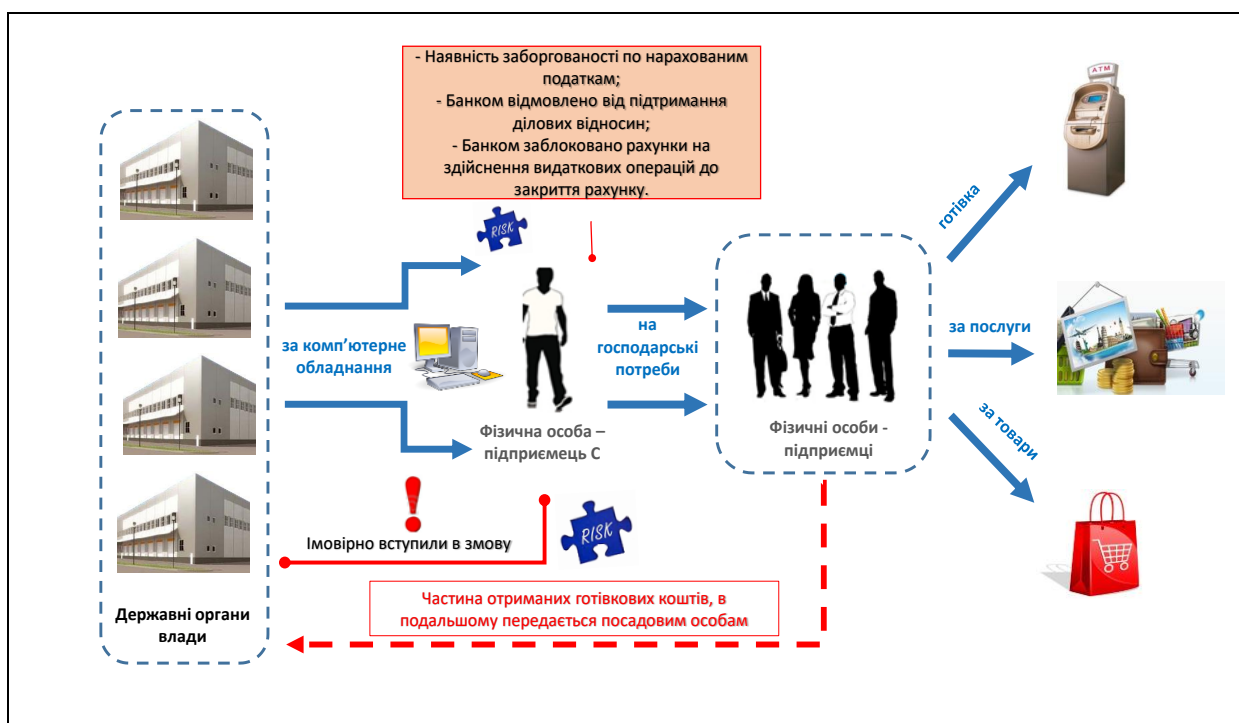 - Наявність заборгованості по нарахованим
податкам;
- Банком відмовлено від підтримання
ділових відносин;
- Банком заблоковано рахунки на
здійснення видаткових операцій до
закриття рахунку.
ATM
RISK
готівка
за комп’ютерне
обладнання
на
господарські
потреби
за послуги
за товари
Фізична особа –
підприємець С
Фізичні особи -
підприємці
Імовірно вступили в змову
RISK
Державні органи
влади
Частина отриманих готівкових коштів, в
подальшому передається посадовим особам